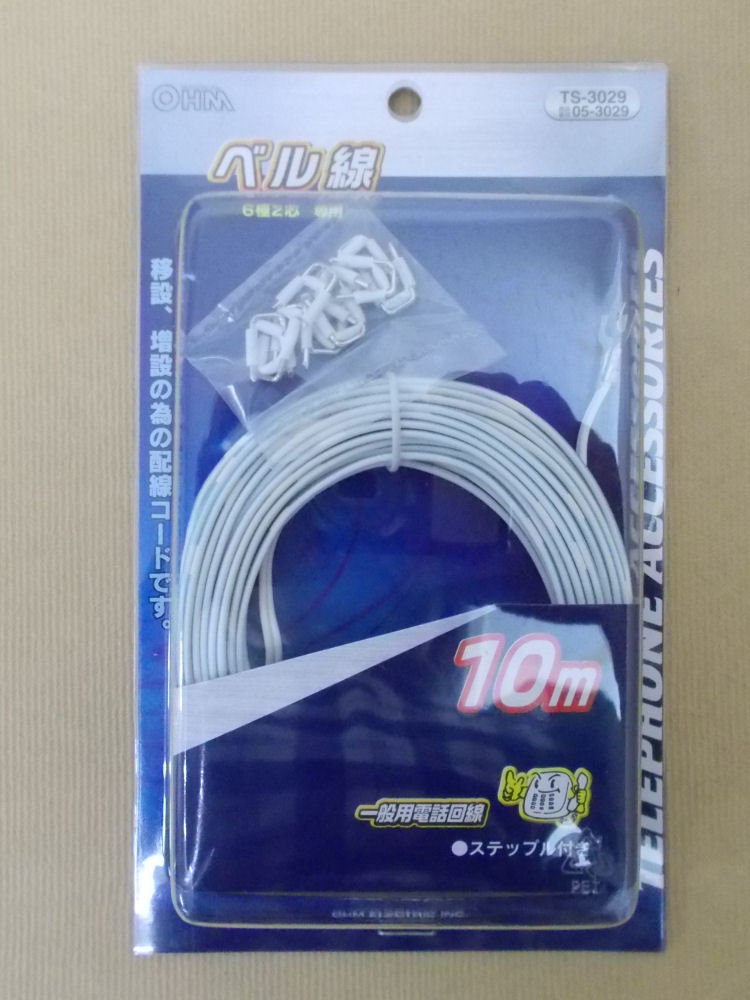 OHM
TS-3029
05-3029
ベル線
6極2芯 専用
移設、増設の為の配線コードです。
TELEPHONE ACCESSORIES
10m
一般用電話回線
●ステップル付き
PET
OHM ELECTRIC INC.